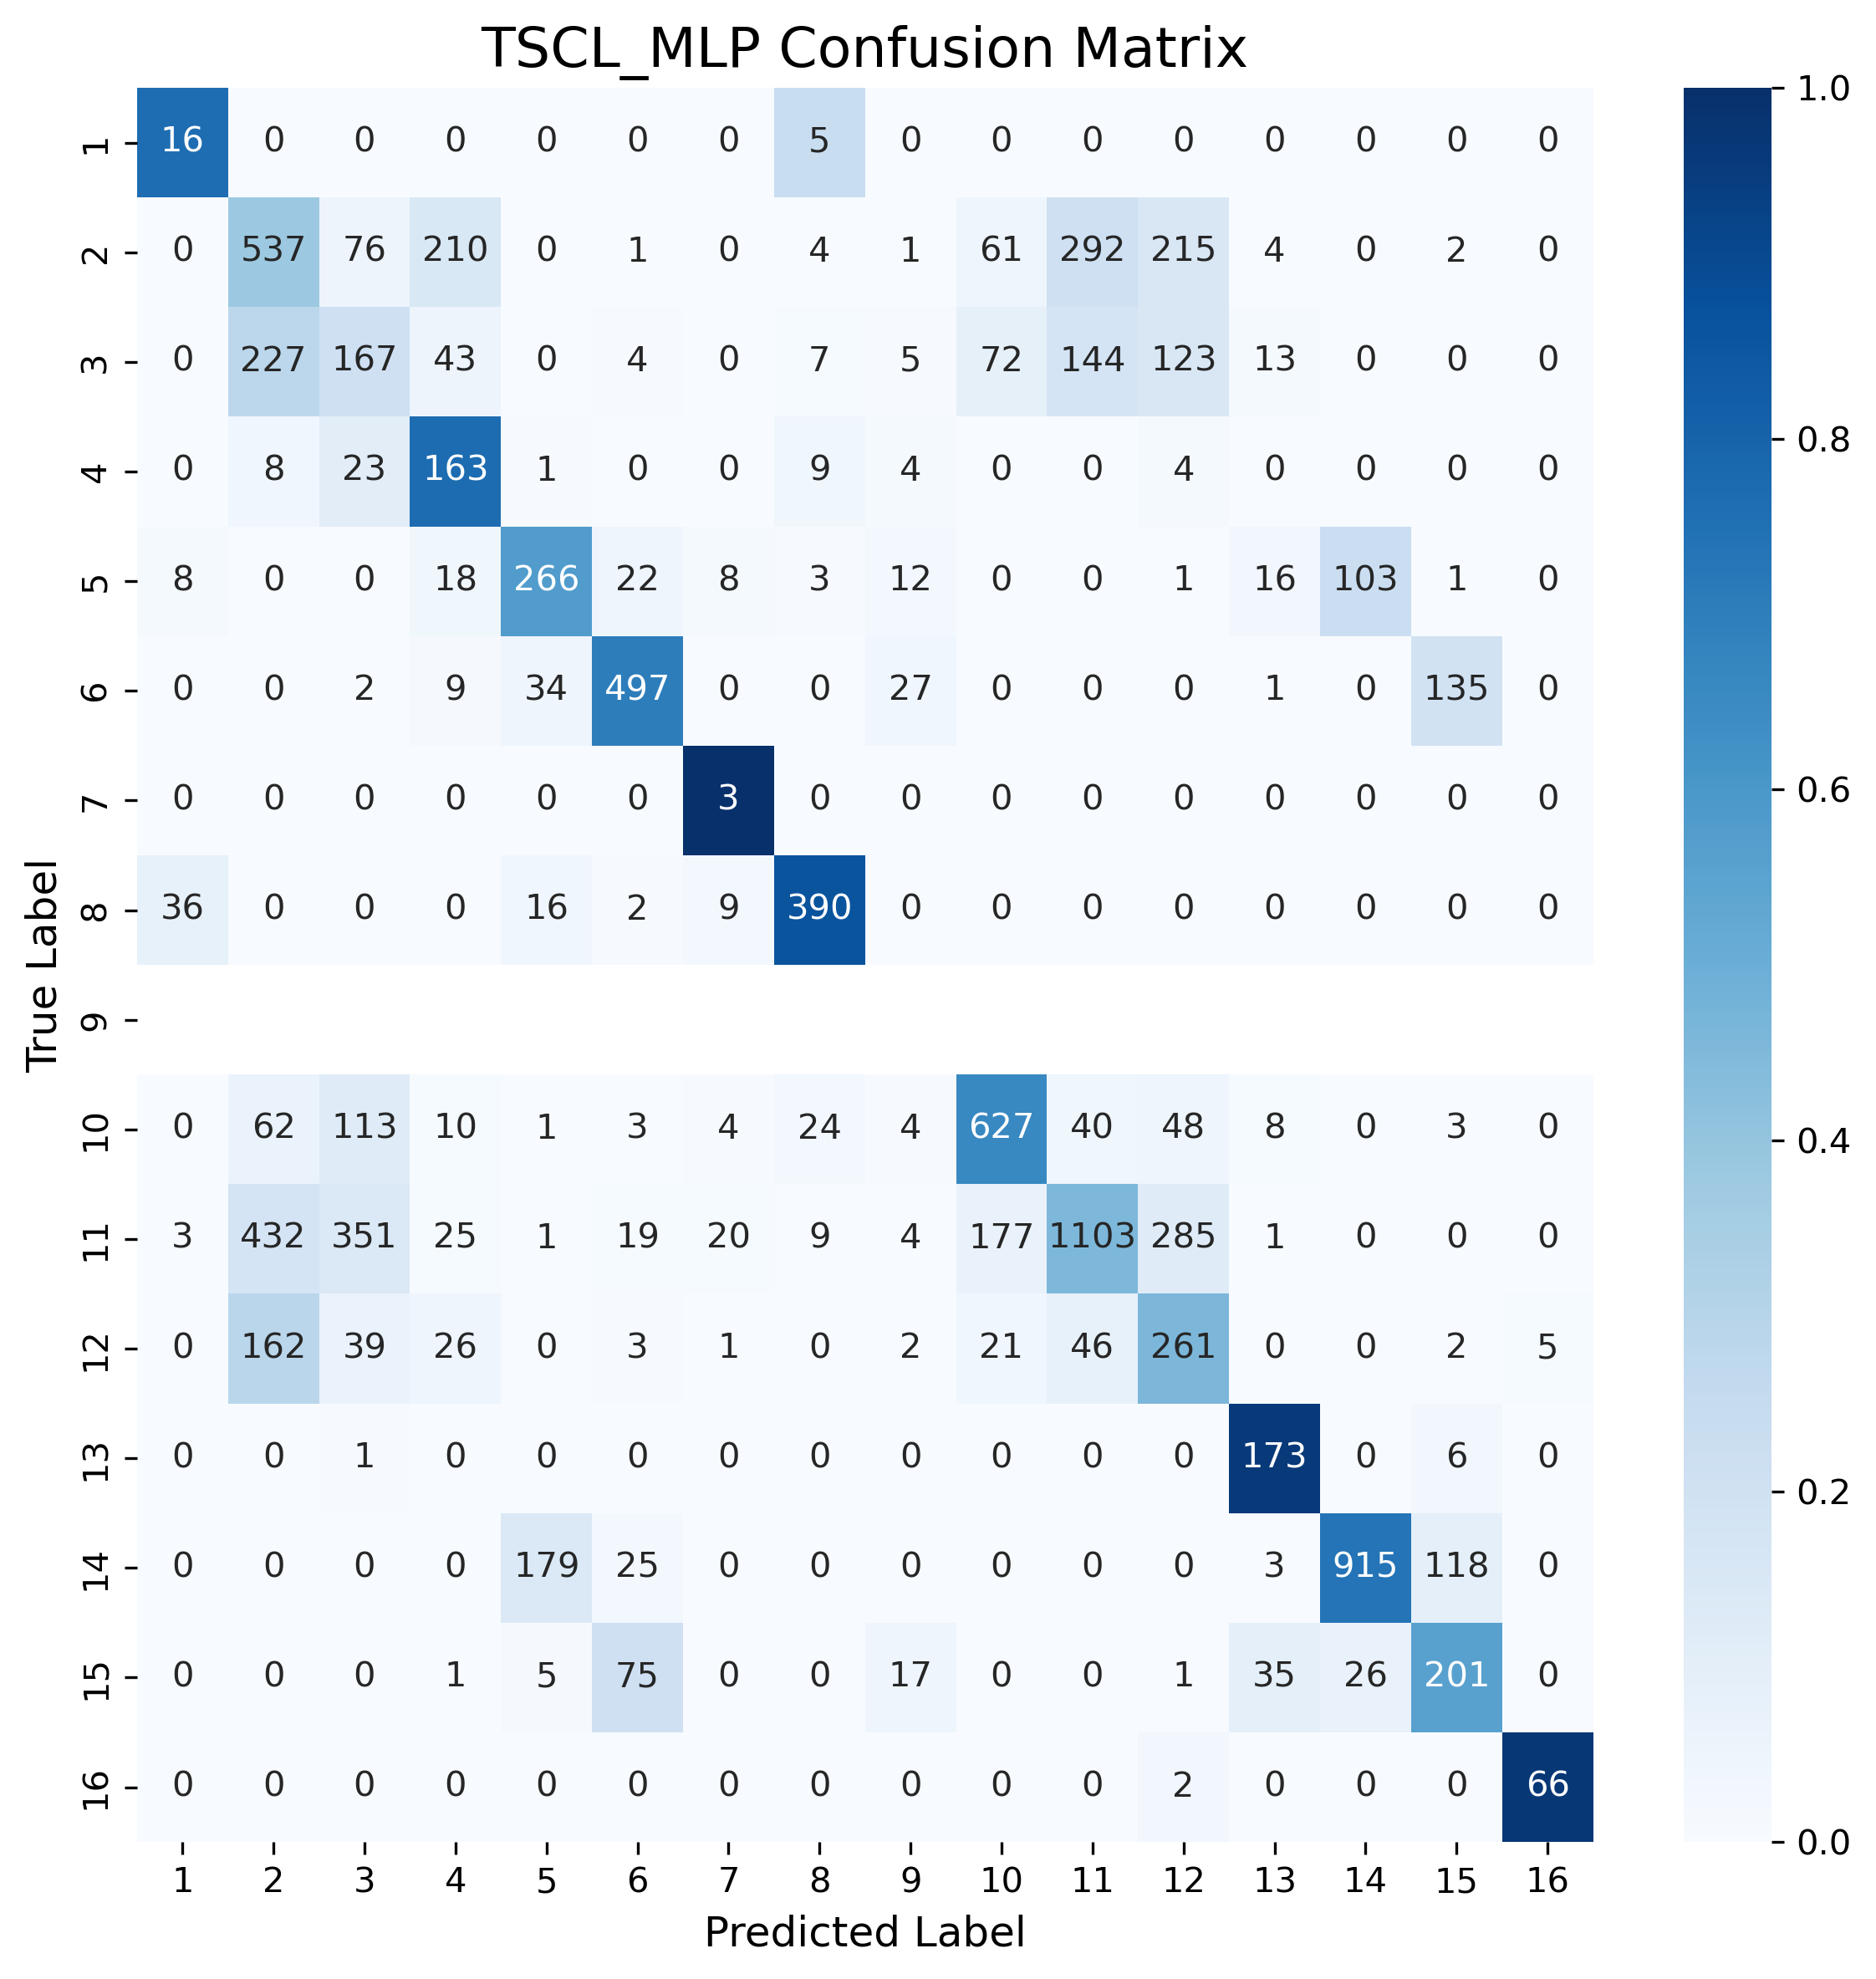 TSCL_MLP Confusion Matrix
1 16 0 0 0 0 0 0 5 0 0 0 0 0 0 0 0
2 0 537 76 210 0 1 0 4 1 61 292 215 4 0 2 0
3 0 227 167 43 0 4 0 7 5 72 144 123 13 0 0 0
4 0 8 23 163 1 0 0 9 4 0 0 4 0 0 0 0
5 8 0 0 18 266 22 8 3 12 0 0 1 16 103 1 0
6 0 0 2 9 34 497 0 0 27 0 0 0 1 0 135 0
7 0 0 0 0 0 0 3 0 0 0 0 0 0 0 0 0
8 36 0 0 0 16 2 9 390 0 0 0 0 0 0 0 0
9
10 0 62 113 10 1 3 4 24 4 627 40 48 8 0 3 0
11 3 432 351 25 1 19 20 9 4 177 1103 285 1 0 0 0
12 0 162 39 26 0 3 1 0 2 21 46 261 0 0 2 5
13 0 0 1 0 0 0 0 0 0 0 0 0 173 0 6 0
14 0 0 0 0 179 25 0 0 0 0 0 0 3 915 118 0
15 0 0 0 1 5 75 0 0 17 0 0 1 35 26 201 0
16 0 0 0 0 0 0 0 0 0 0 0 2 0 0 0 66
1 2 3 4 5 6 7 8 9 10 11 12 13 14 15 16
Predicted Label
True Label
1.0
0.8
0.6
0.4
0.2
0.0